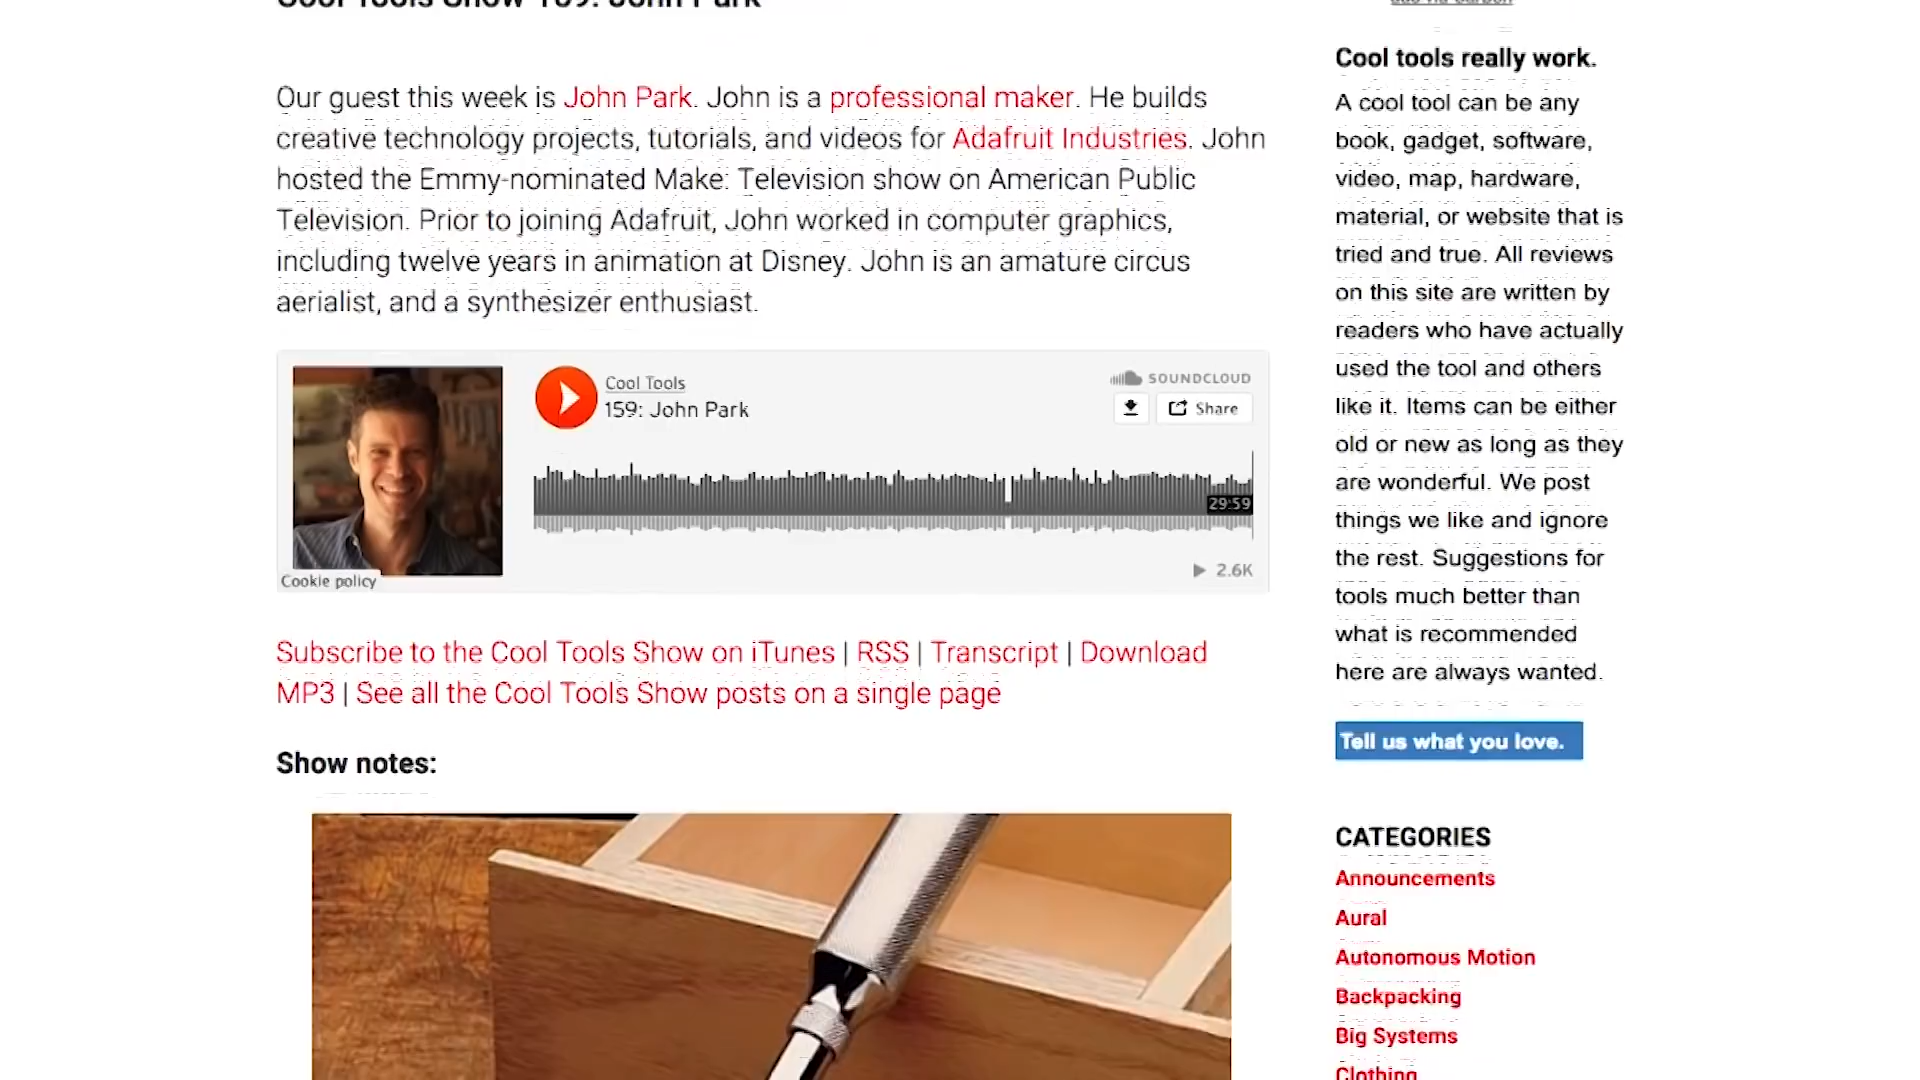 Cool Tools Show 159: John Park
Our guest this week is John Park. John is a professional maker. He builds
creative technology projects, tutorials, and videos for Adafruit Industries. John
hosted the Emmy-nominated Make: Television show on American Public
Television. Prior to joining Adafruit, John worked in computer graphics,
including twelve years in animation at Disney. John is an amature circus
aerialist, and a synthesizer enthusiast.
Cool Tools
159: John Park
SOUNDCLOUD
Share
29:59
2.6K
Cookie policy
Subscribe to the Cool Tools Show on iTunes | RSS | Transcript | Download
MP3 | See all the Cool Tools Show posts on a single page
Show notes:
ads via Carbon
Cool tools really work.
A cool tool can be any
book, gadget, software,
video, map, hardware,
material, or website that is
tried and true. All reviews
on this site are written by
readers who have actually
used the tool and others
like it. Items can be either
old or new as long as they
are wonderful. We post
things we like and ignore
the rest. Suggestions for
tools much better than
what is recommended
here are always wanted.
Tell us what you love.
CATEGORIES
Announcements
Aural
Autonomous Motion
Backpacking
Big Systems
Clothing